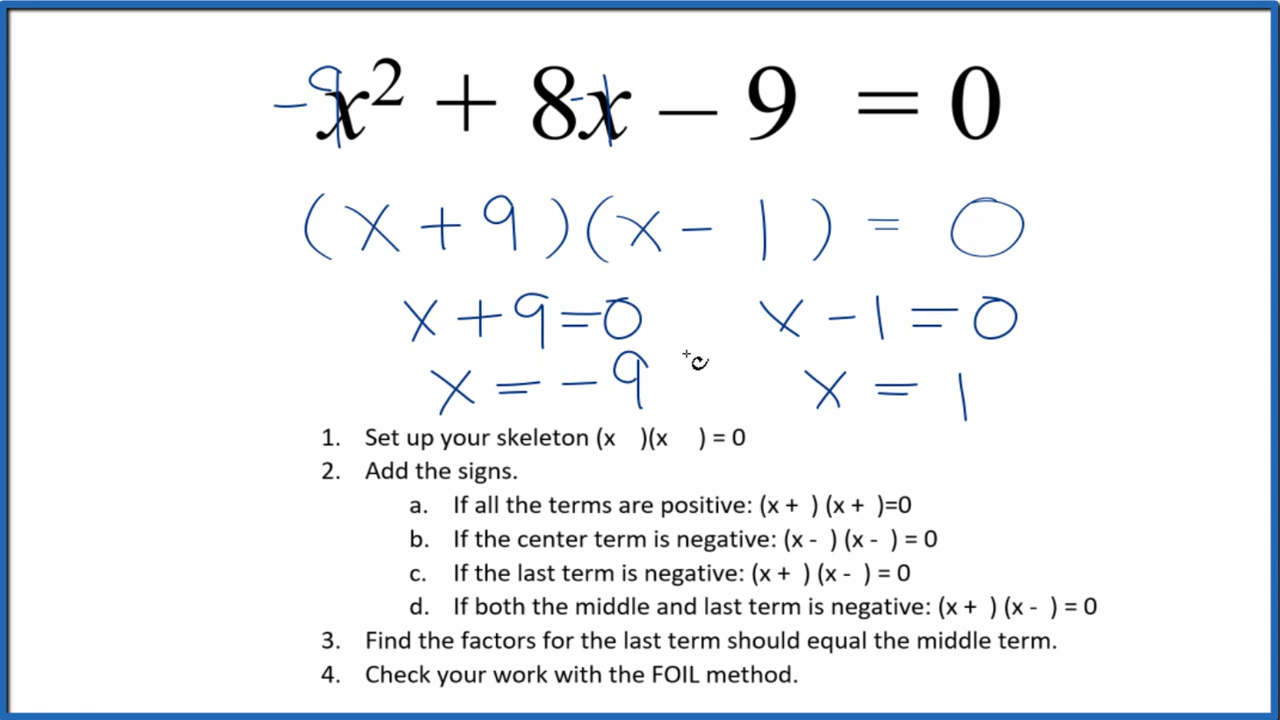 x² + 8x – 9 = 0
-9 -1
(x + 9)(x - 1) = 0
x + 9 = 0 x - 1 = 0
x = -9 x = 1
1. Set up your skeleton (x )(x ) = 0
2. Add the signs.
a. If all the terms are positive: (x + ) (x + )=0
b. If the center term is negative: (x - ) (x - ) = 0
c. If the last term is negative: (x + ) (x - ) = 0
d. If both the middle and last term is negative: (x + ) (x - ) = 0
3. Find the factors for the last term should equal the middle term.
4. Check your work with the FOIL method.